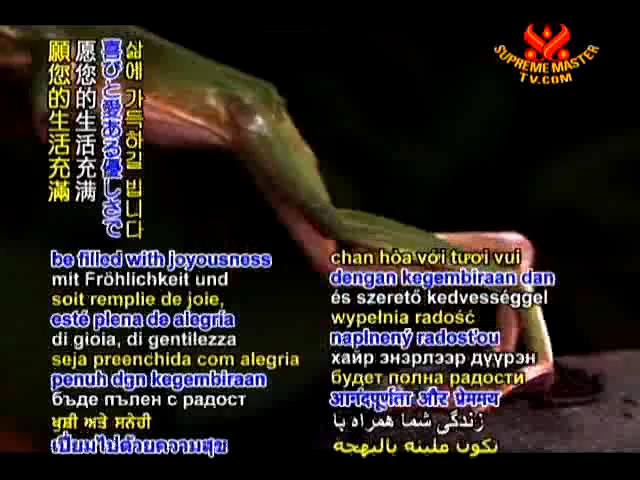 SUPREME MASTER
TV.COM
願您的生活充滿
愿您的生活充满
喜びと愛ある優しさで
삶에 가득하길 빕니다
be filled with joyousness
mit Fröhlichkeit und
soit remplie de joie,
esté plena de alegría
di gioia, di gentilezza
seja preenchida com alegria
penuh dgn kegembiraan
бъде пълен с радост
ਖੁਸ਼ੀ ਅਤੇ ਸਨੇਹੀ
เปี่ยมไปด้วยความสุข
chan hòa với tươi vui
dengan kegembiraan dan
és szerető kedvességgel
wypełnia radość
naplnený radosťou
хайр энэрлээр дүүрэн
будет полна радости
आनंदपूर्णता और प्रेममय
زندگی شما همراه با
تكون مليئة بالبهجة